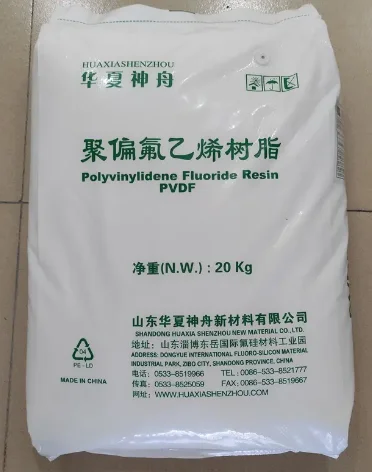 HUAXIASHENZHOU
华夏神舟
聚偏氟乙烯树脂
Polyvinylidene Fluoride Resin
PVDF
净重(N.W.) : 20 Kg
山东华夏神舟新材料有限公司
SHANDONG HUAXIA SHENZHOU NEW MATERIAL CO.,LTD.
地址: 山东淄博东岳国际氟硅材料工业园
ADDRESS: DONGYUE INTERNATIONAL FLUORO-SILICON MATERIAL
INDUSTRIAL PARK, ZIBO CITY, SHANDONG PROVINCE, CHINA
电话: 0533-8519966 TEL: 0086-533-8521777
传真: 0533-8525059 FAX: 0086-533-8519667
网址: WWW.HUAXIASHENZHOU.COM
04
PE-LD
MADE IN CHINA